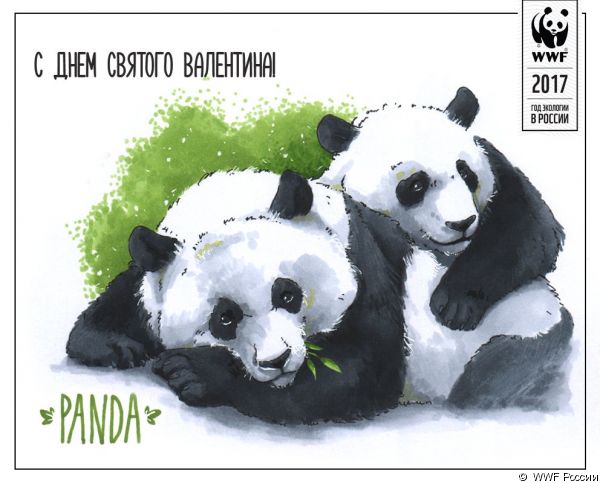 С ДНЕМ СВЯТОГО ВАЛЕНТИНА!
WWF
2017
ГОД ЭКОЛОГИИ
В РОССИИ
PANDA
© WWF России